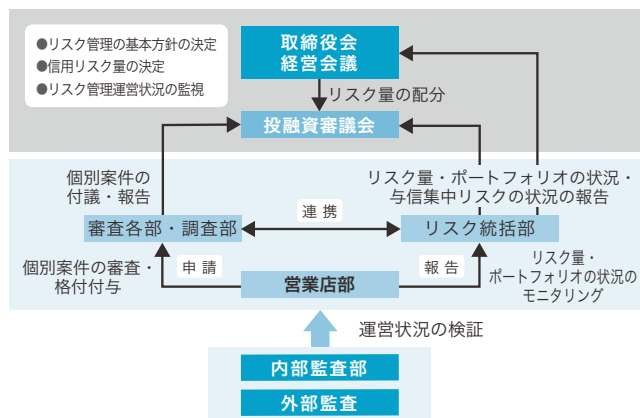 ●リスク管理の基本方針の決定
●信用リスク量の決定
●リスク管理運営状況の監視
取締役会
経営会議
リスク量の配分
投融資審議会
個別案件の
付議・報告
リスク量・ポートフォリオの状況・
与信集中リスクの状況の報告
連携
審査各部・調査部
リスク統括部
個別案件の審査・
格付付与
申請
報告
営業店部
リスク量・
ポートフォリオの状況の
モニタリング
運営状況の検証
内部監査部
外部監査